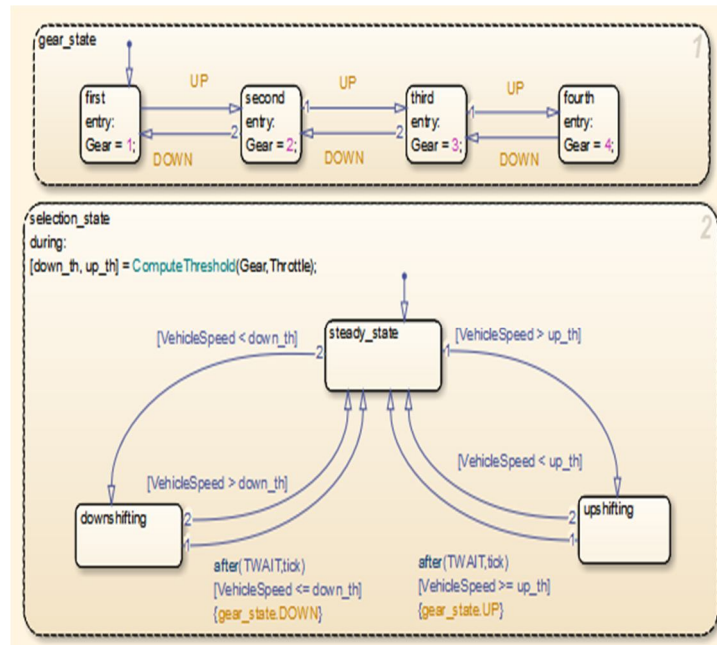 gear_state
1
UP
UP
UP
first
entry:
Gear = 1;
second
entry:
Gear = 2;
third
entry:
Gear = 3;
fourth
entry:
Gear = 4;
1
1
2
2
DOWN
DOWN
DOWN
selection_state
2
during:
[down_th, up_th] = ComputeThreshold(Gear,Throttle);
steady_state
[VehicleSpeed < down_th]
2
1
[VehicleSpeed > up_th]
[VehicleSpeed > down_th]
[VehicleSpeed < up_th]
downshifting
2
1
upshifting
2
1
after(TWAIT,tick)
[VehicleSpeed <= down_th]
{gear_state.DOWN}
after(TWAIT,tick)
[VehicleSpeed >= up_th]
{gear_state.UP}